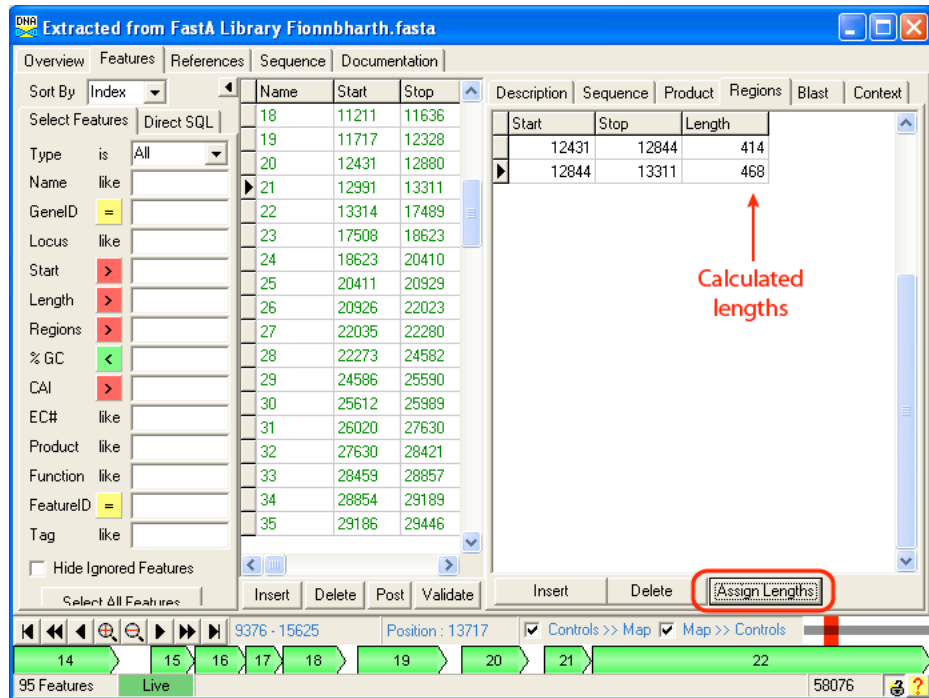 DNA Extracted from FastA Library Fionnbharth.fasta
Overview Features References Sequence Documentation
Sort By Index
Select Features Direct SQL
Type is All
Name like
GeneID =
Locus like
Start >
Length >
Regions >
% GC <
CAI >
EC# like
Product like
Function like
FeatureID =
Tag like
Hide Ignored Features
Select All Features
Name Start Stop
18 11211 11636
19 11717 12328
20 12431 12880
21 12991 13311
22 13314 17489
23 17508 18623
24 18623 20410
25 20411 20929
26 20926 22023
27 22035 22280
28 22273 24582
29 24586 25590
30 25612 25989
31 26020 27630
32 27630 28421
33 28459 28857
34 28854 29189
35 29186 29446
Insert Delete Post Validate
Description Sequence Product Regions Blast Context
Start Stop Length
12431 12844 414
12844 13311 468
Calculated
lengths
Insert Delete Assign Lengths
9376 - 15625 Position : 13717 Controls >> Map Map >> Controls
14 15 16 17 18 19 20 21 22
95 Features Live 58076 ?